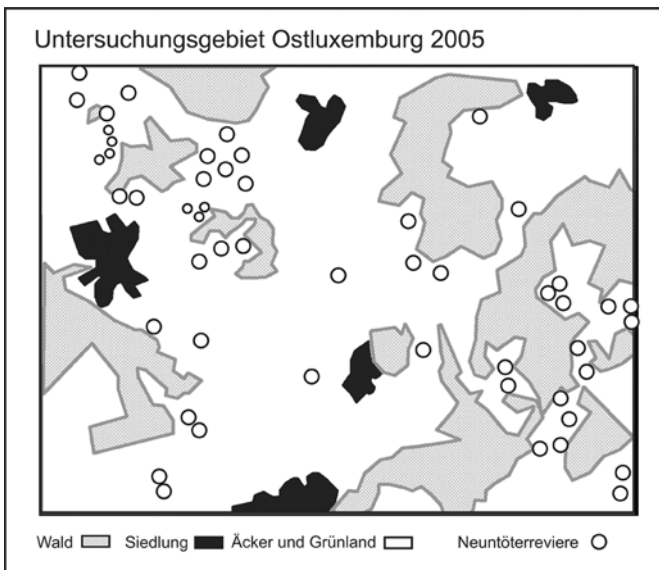 Untersuchungsgebiet Ostluxemburg 2005
Wald Siedlung Äcker und Grünland Neuntöterreviere